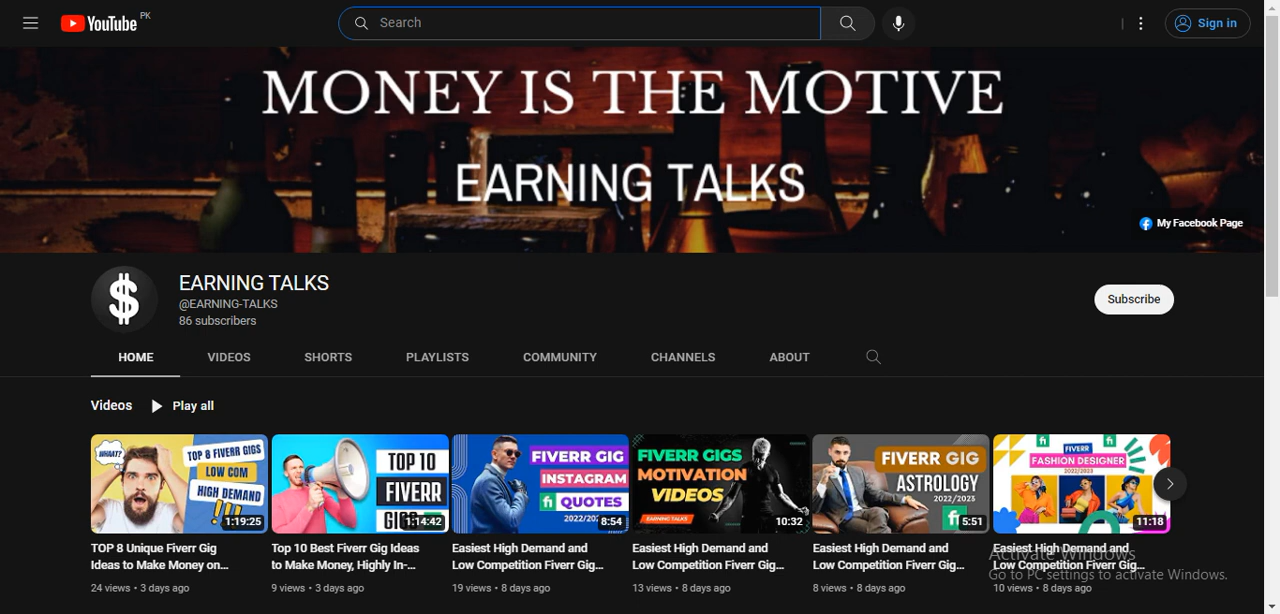 YouTube PK
Search
Sign in
MONEY IS THE MOTIVE
EARNING TALKS
My Facebook Page
$
EARNING TALKS
@EARNING-TALKS
86 subscribers
Subscribe
HOME VIDEOS SHORTS PLAYLISTS COMMUNITY CHANNELS ABOUT
Videos Play all
WHAAT?
TOP 8 FIVERR GIGS
LOW COM
HIGH DEMAND
!!!
1:19:25
TOP 8 Unique Fiverr Gig
Ideas to Make Money on...
24 views • 3 days ago
TOP 10
FIVERR
GIGS
1:14:42
Top 10 Best Fiverr Gig Ideas
to Make Money, Highly In-...
9 views • 3 days ago
FIVERR GIG
INSTAGRAM
fi QUOTES
2022/202
8:54
Easiest High Demand and
Low Competition Fiverr Gig...
19 views • 8 days ago
FIVERR GIGS
MOTIVATION
VIDEOS
EARNING TALKS
10:32
Easiest High Demand and
Low Competition Fiverr Gig...
13 views • 8 days ago
FIVERR GIG
ASTROLOGY
2022/2023
fi
5:51
Easiest High Demand and
Low Competition Fiverr Gig...
8 views • 8 days ago
fi fi
FIVERR
FASHION DESIGNER
2022/2023
11:18
Easiest High Demand and
Low Competition Fiverr Gig...
10 views • 8 days ago
Activate Windows
Go to PC settings to activate Windows.